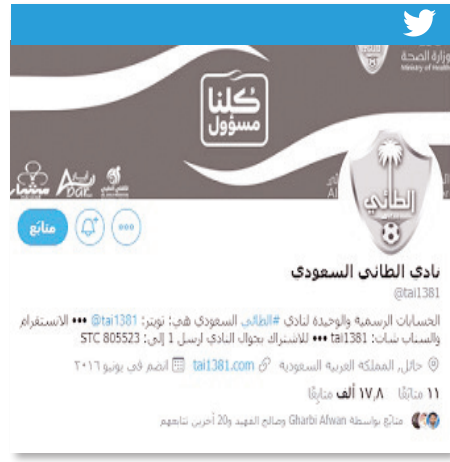 وزارة الصحة
Ministry of Health
كلنا
مسؤول
الطائي
متابَع
نادي الطائي السعودي
@tai1381
الحسابات الرسمية والوحيدة لنادي #الطائي السعودي هي: تويتر: @tai1381 ••• الانستقرام
والسناب شات: tai1381 ••• للاشتراك بجوال النادي ارسل 1 إلى: STC 805523
حائل, المملكة العربية السعودية tai1381.com انضم في يونيو ٢٠١٦
١١ متابَعًا ١٧,٨ ألف متابِعًا
متابَع بواسطة Gharbi Afwan وصالح الفهيد و20 آخرين تتابعهم